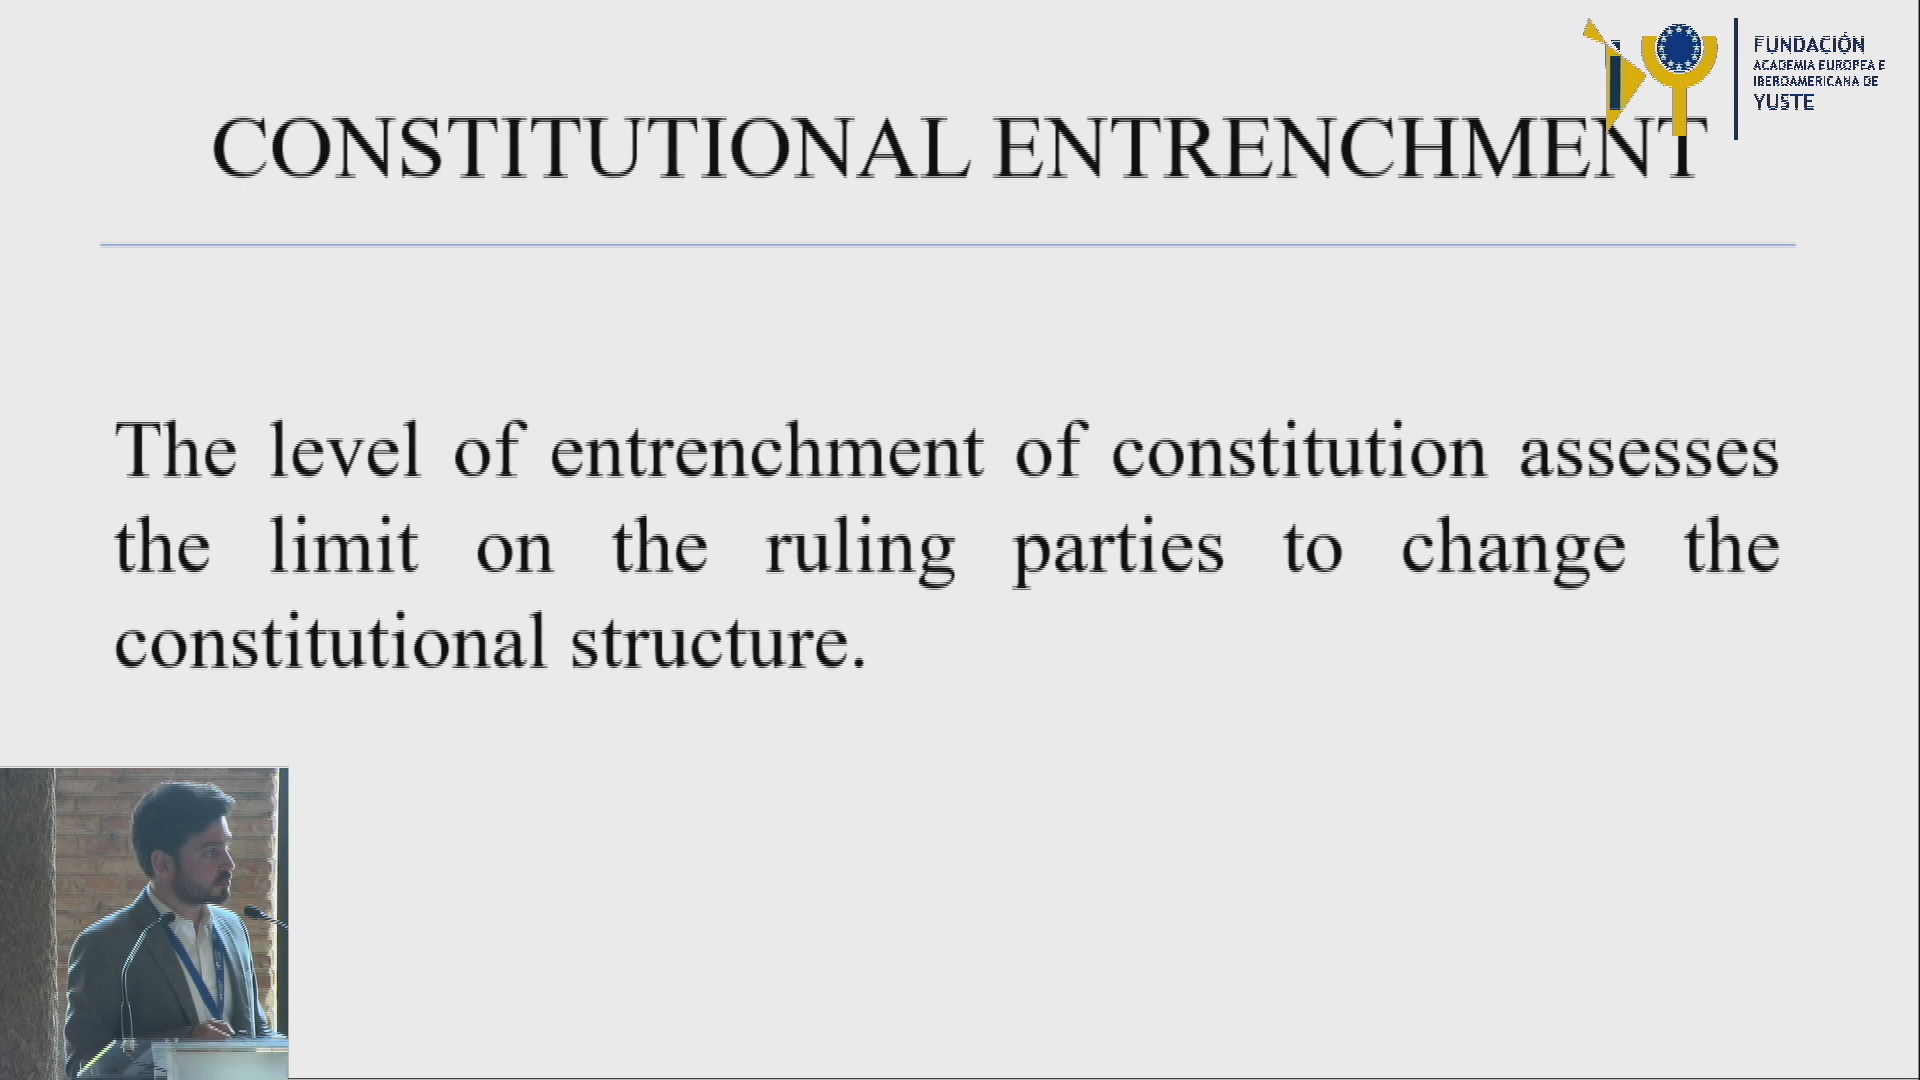 FUNDACIÓN
ACADEMIA EUROPEA E
IBEROAMERICANA DE
YUSTE
CONSTITUTIONAL ENTRENCHMENT
The level of entrenchment of constitution assesses
the limit on the ruling parties to change the
constitutional structure.